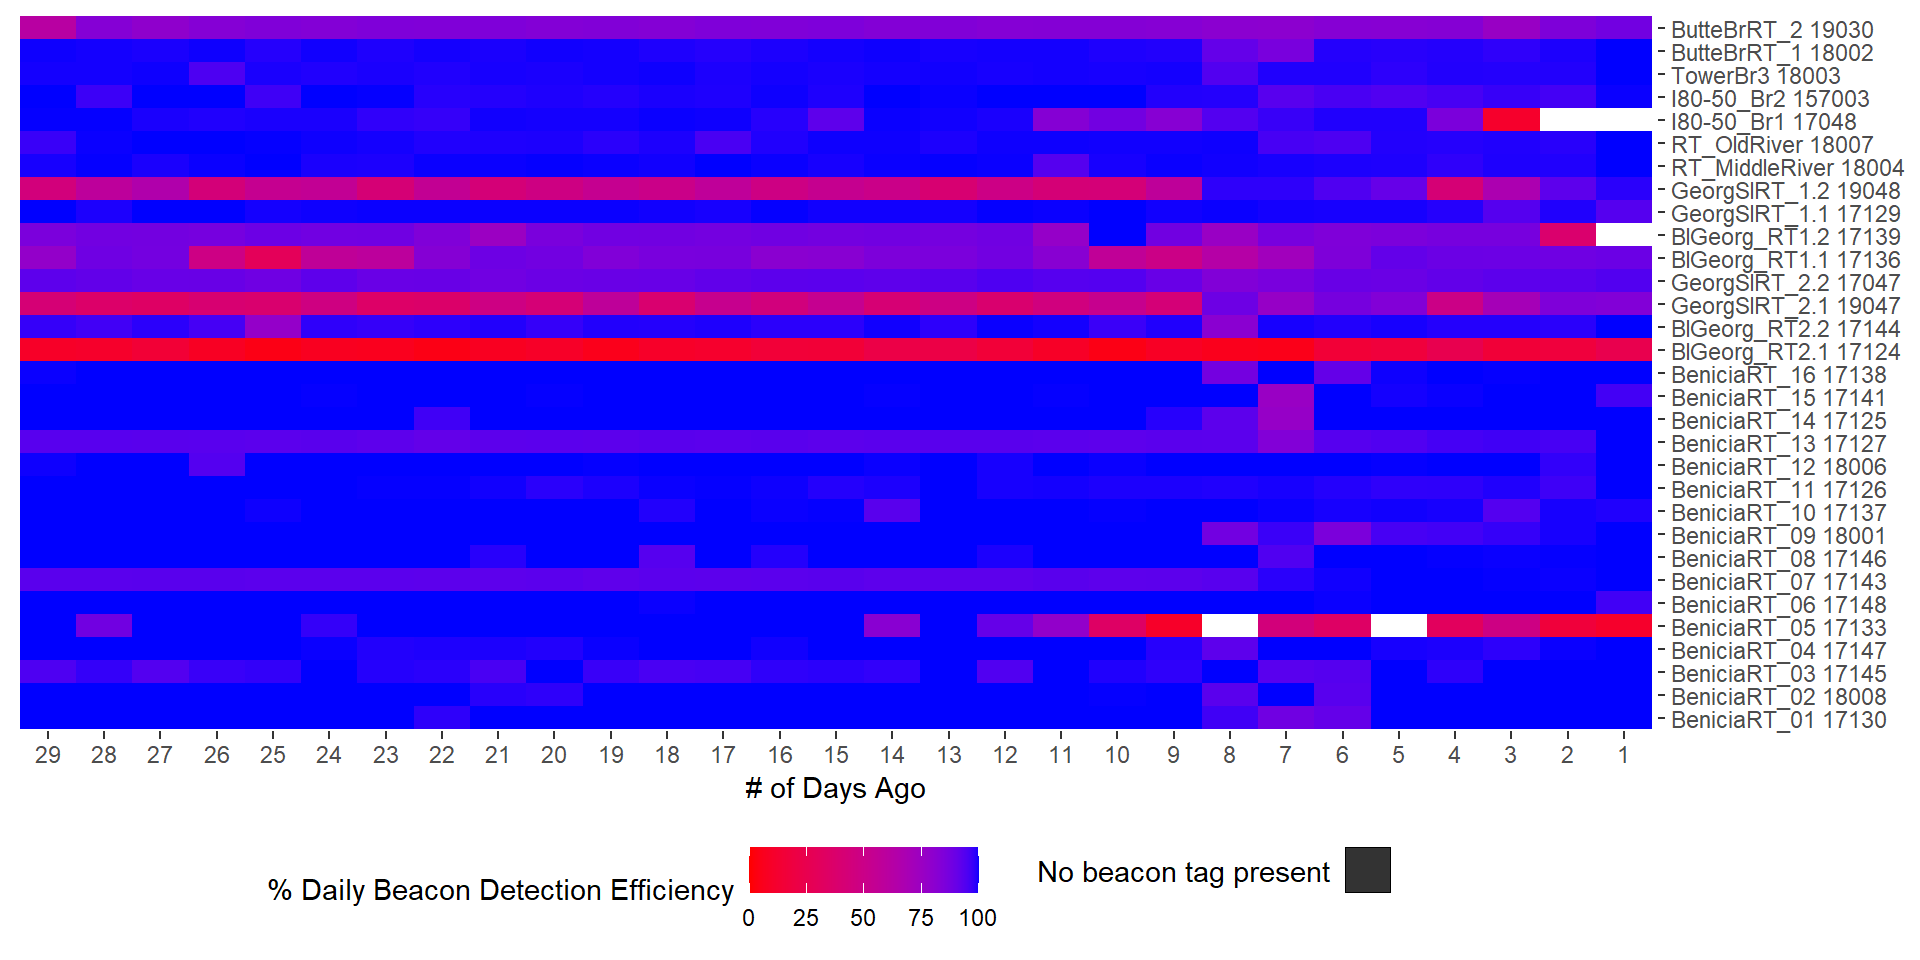 ButteBrRT_2 19030
ButteBrRT_1 18002
TowerBr3 18003
I80-50_Br2 157003
I80-50_Br1 17048
RT_OldRiver 18007
RT_MiddleRiver 18004
GeorgSlRT_1.2 19048
GeorgSlRT_1.1 17129
BlGeorg_RT1.2 17139
BlGeorg_RT1.1 17136
GeorgSlRT_2.2 17047
GeorgSlRT_2.1 19047
BlGeorg_RT2.2 17144
BlGeorg_RT2.1 17124
BeniciaRT_16 17138
BeniciaRT_15 17141
BeniciaRT_14 17125
BeniciaRT_13 17127
BeniciaRT_12 18006
BeniciaRT_11 17126
BeniciaRT_10 17137
BeniciaRT_09 18001
BeniciaRT_08 17146
BeniciaRT_07 17143
BeniciaRT_06 17148
BeniciaRT_05 17133
BeniciaRT_04 17147
BeniciaRT_03 17145
BeniciaRT_02 18008
BeniciaRT_01 17130
29 28 27 26 25 24 23 22 21 20 19 18 17 16 15 14 13 12 11 10 9 8 7 6 5 4 3 2 1
# of Days Ago
% Daily Beacon Detection Efficiency
0 25 50 75 100
No beacon tag present